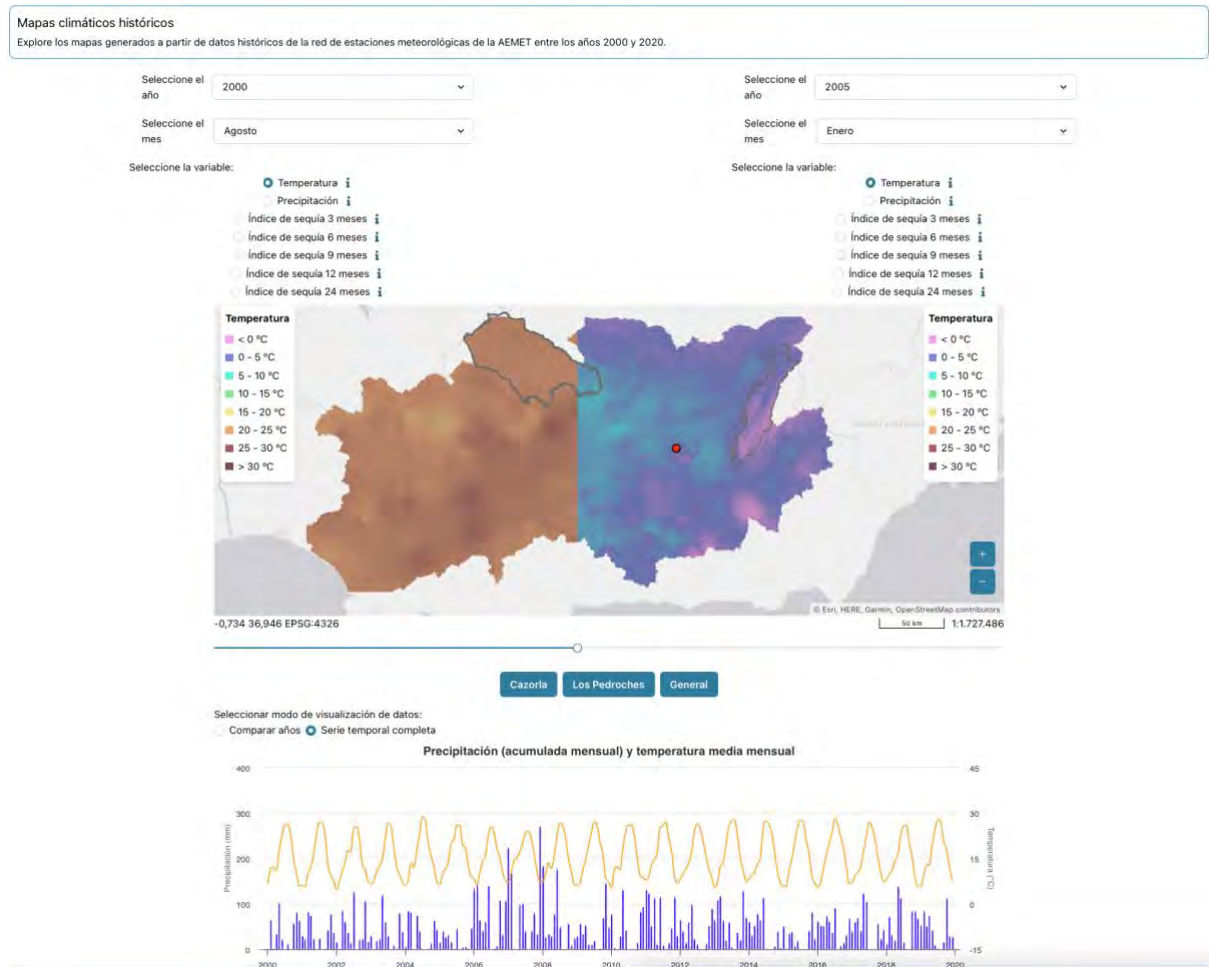 Mapas climáticos históricos
Explore los mapas generados a partir de datos históricos de la red de estaciones meteorológicas de la AEMET entre los años 2000 y 2020.
Seleccione el año
2000
Seleccione el mes
Agosto
Seleccione la variable:
Temperatura i
Precipitación i
Índice de sequía 3 meses i
Índice de sequía 6 meses i
Índice de sequía 9 meses i
Índice de sequía 12 meses i
Índice de sequía 24 meses i
Seleccione el año
2005
Seleccione el mes
Enero
Seleccione la variable:
Temperatura i
Precipitación i
Índice de sequía 3 meses i
Índice de sequía 6 meses i
Índice de sequía 9 meses i
Índice de sequía 12 meses i
Índice de sequía 24 meses i
Temperatura
< 0 ºC
0 - 5 ºC
5 - 10 ºC
10 - 15 ºC
15 - 20 ºC
20 - 25 ºC
25 - 30 ºC
> 30 ºC
Temperatura
< 0 ºC
0 - 5 ºC
5 - 10 ºC
10 - 15 ºC
15 - 20 ºC
20 - 25 ºC
25 - 30 ºC
> 30 ºC
+
−
© Esri, HERE, Garmin, OpenStreetMap contributors
-0,734 36,946 EPSG:4326
50 km
1:1.727.486
Cazorla
Los Pedroches
General
Seleccionar modo de visualización de datos:
Comparar años Serie temporal completa
Precipitación (acumulada mensual) y temperatura media mensual
Precipitación (mm)
400
300
200
100
0
45
30
15
0
-15
Temperatura (°C)
2000 2002 2004 2006 2008 2010 2012 2014 2016 2018 2020